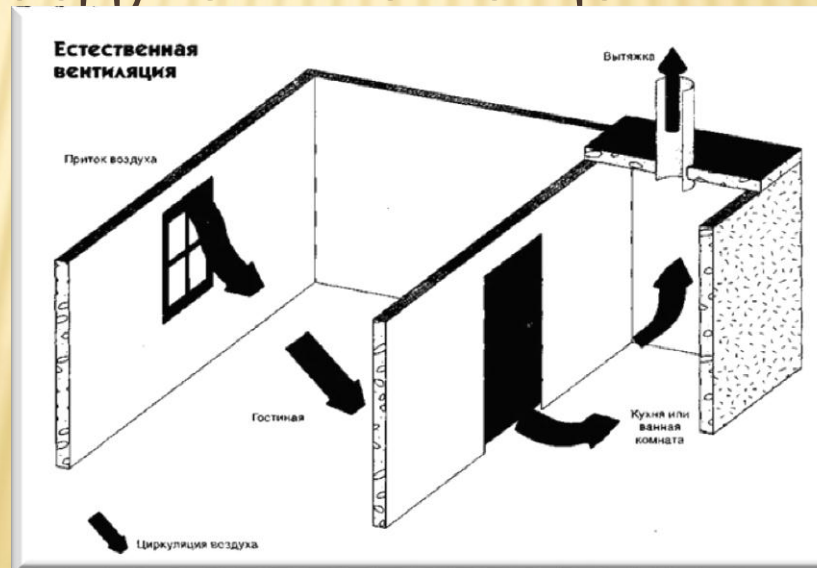 Естественная
вентиляция
Вытяжка
Приток воздуха
Гостиная
Кухня или
ванная
комната
Циркуляция воздуха